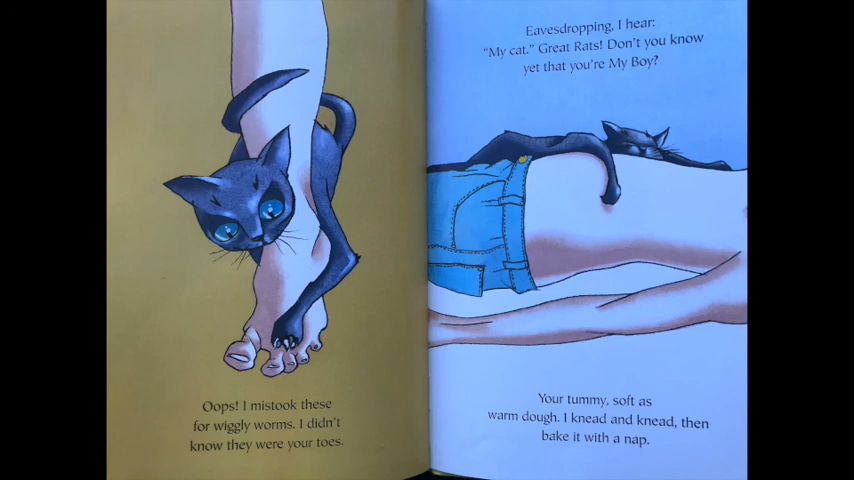 Oops! I mistook these
for wiggly worms. I didn't
know they were your toes.
Eavesdropping, I hear:
"My cat." Great Rats! Don't you know
yet that you're My Boy?
Your tummy, soft as
warm dough. I knead and knead, then
bake it with a nap.